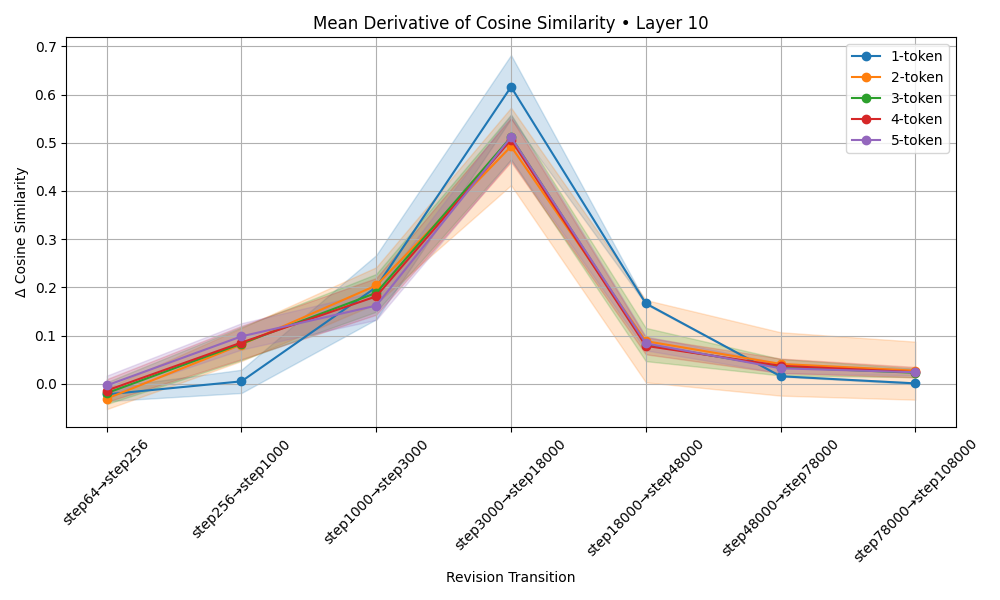 Mean Derivative of Cosine Similarity • Layer 10
Δ Cosine Similarity
0.7
0.6
0.5
0.4
0.3
0.2
0.1
0.0
1-token
2-token
3-token
4-token
5-token
step64→step256
step256→step1000
step1000→step3000
step3000→step18000
step18000→step48000
step48000→step78000
step78000→step108000
Revision Transition